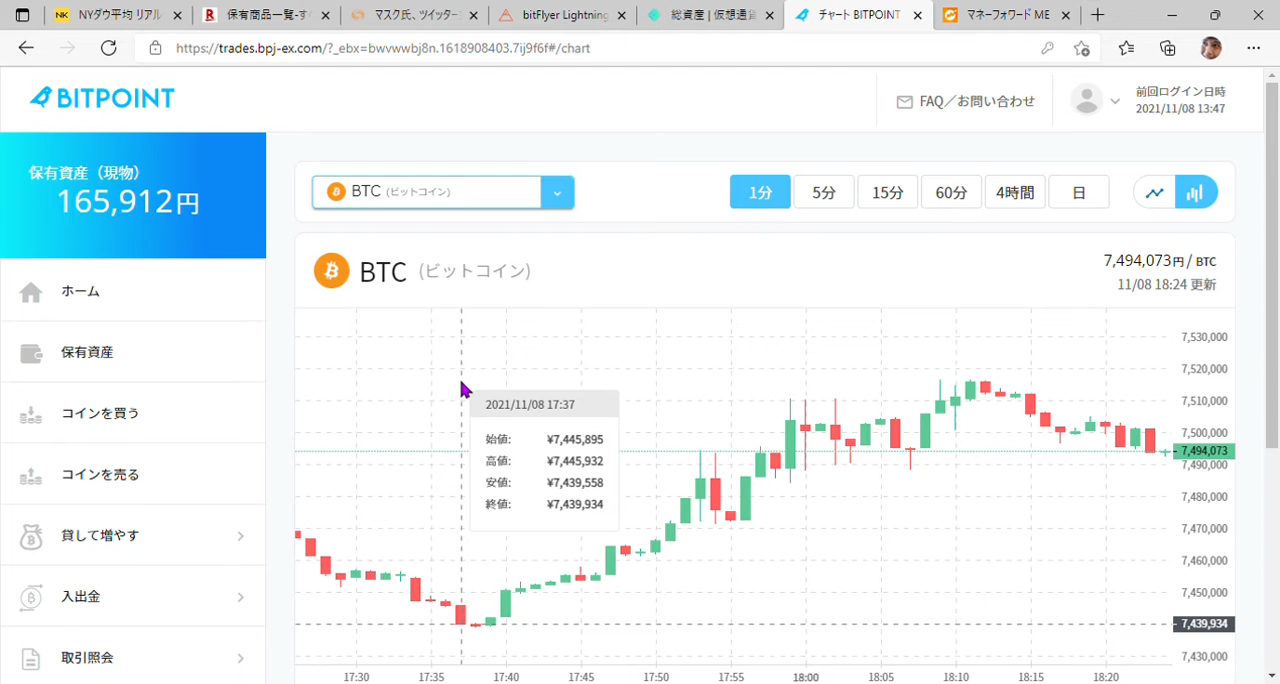 NYダウ平均 リアル
保有商品一覧-す
マスク氏、ツイッター
bitFlyer Lightning
総資産 | 仮想通貨
チャート BITPOINT
マネーフォワード ME
https://trades.bpj-ex.com/?_ebx=bwvwvbj8n.1618908403.7ij9f6f#/chart
BITPOINT
FAQ／お問い合わせ
前回ログイン日時
2021/11/08 13:47
保有資産（現物）
165,912円
ホーム
保有資産
コインを買う
コインを売る
貸して増やす
入出金
取引照会
BTC (ビットコイン)
1分
5分
15分
60分
4時間
日
BTC (ビットコイン)
7,494,073円/ BTC
11/08 18:24 更新
2021/11/08 17:37
始値: ¥7,445,895
高値: ¥7,445,932
安値: ¥7,439,558
終値: ¥7,439,934
7,530,000
7,520,000
7,510,000
7,500,000
7,494,073
7,490,000
7,480,000
7,470,000
7,460,000
7,450,000
7,439,934
7,430,000
17:30
17:35
17:40
17:45
17:50
17:55
18:00
18:05
18:10
18:15
18:20